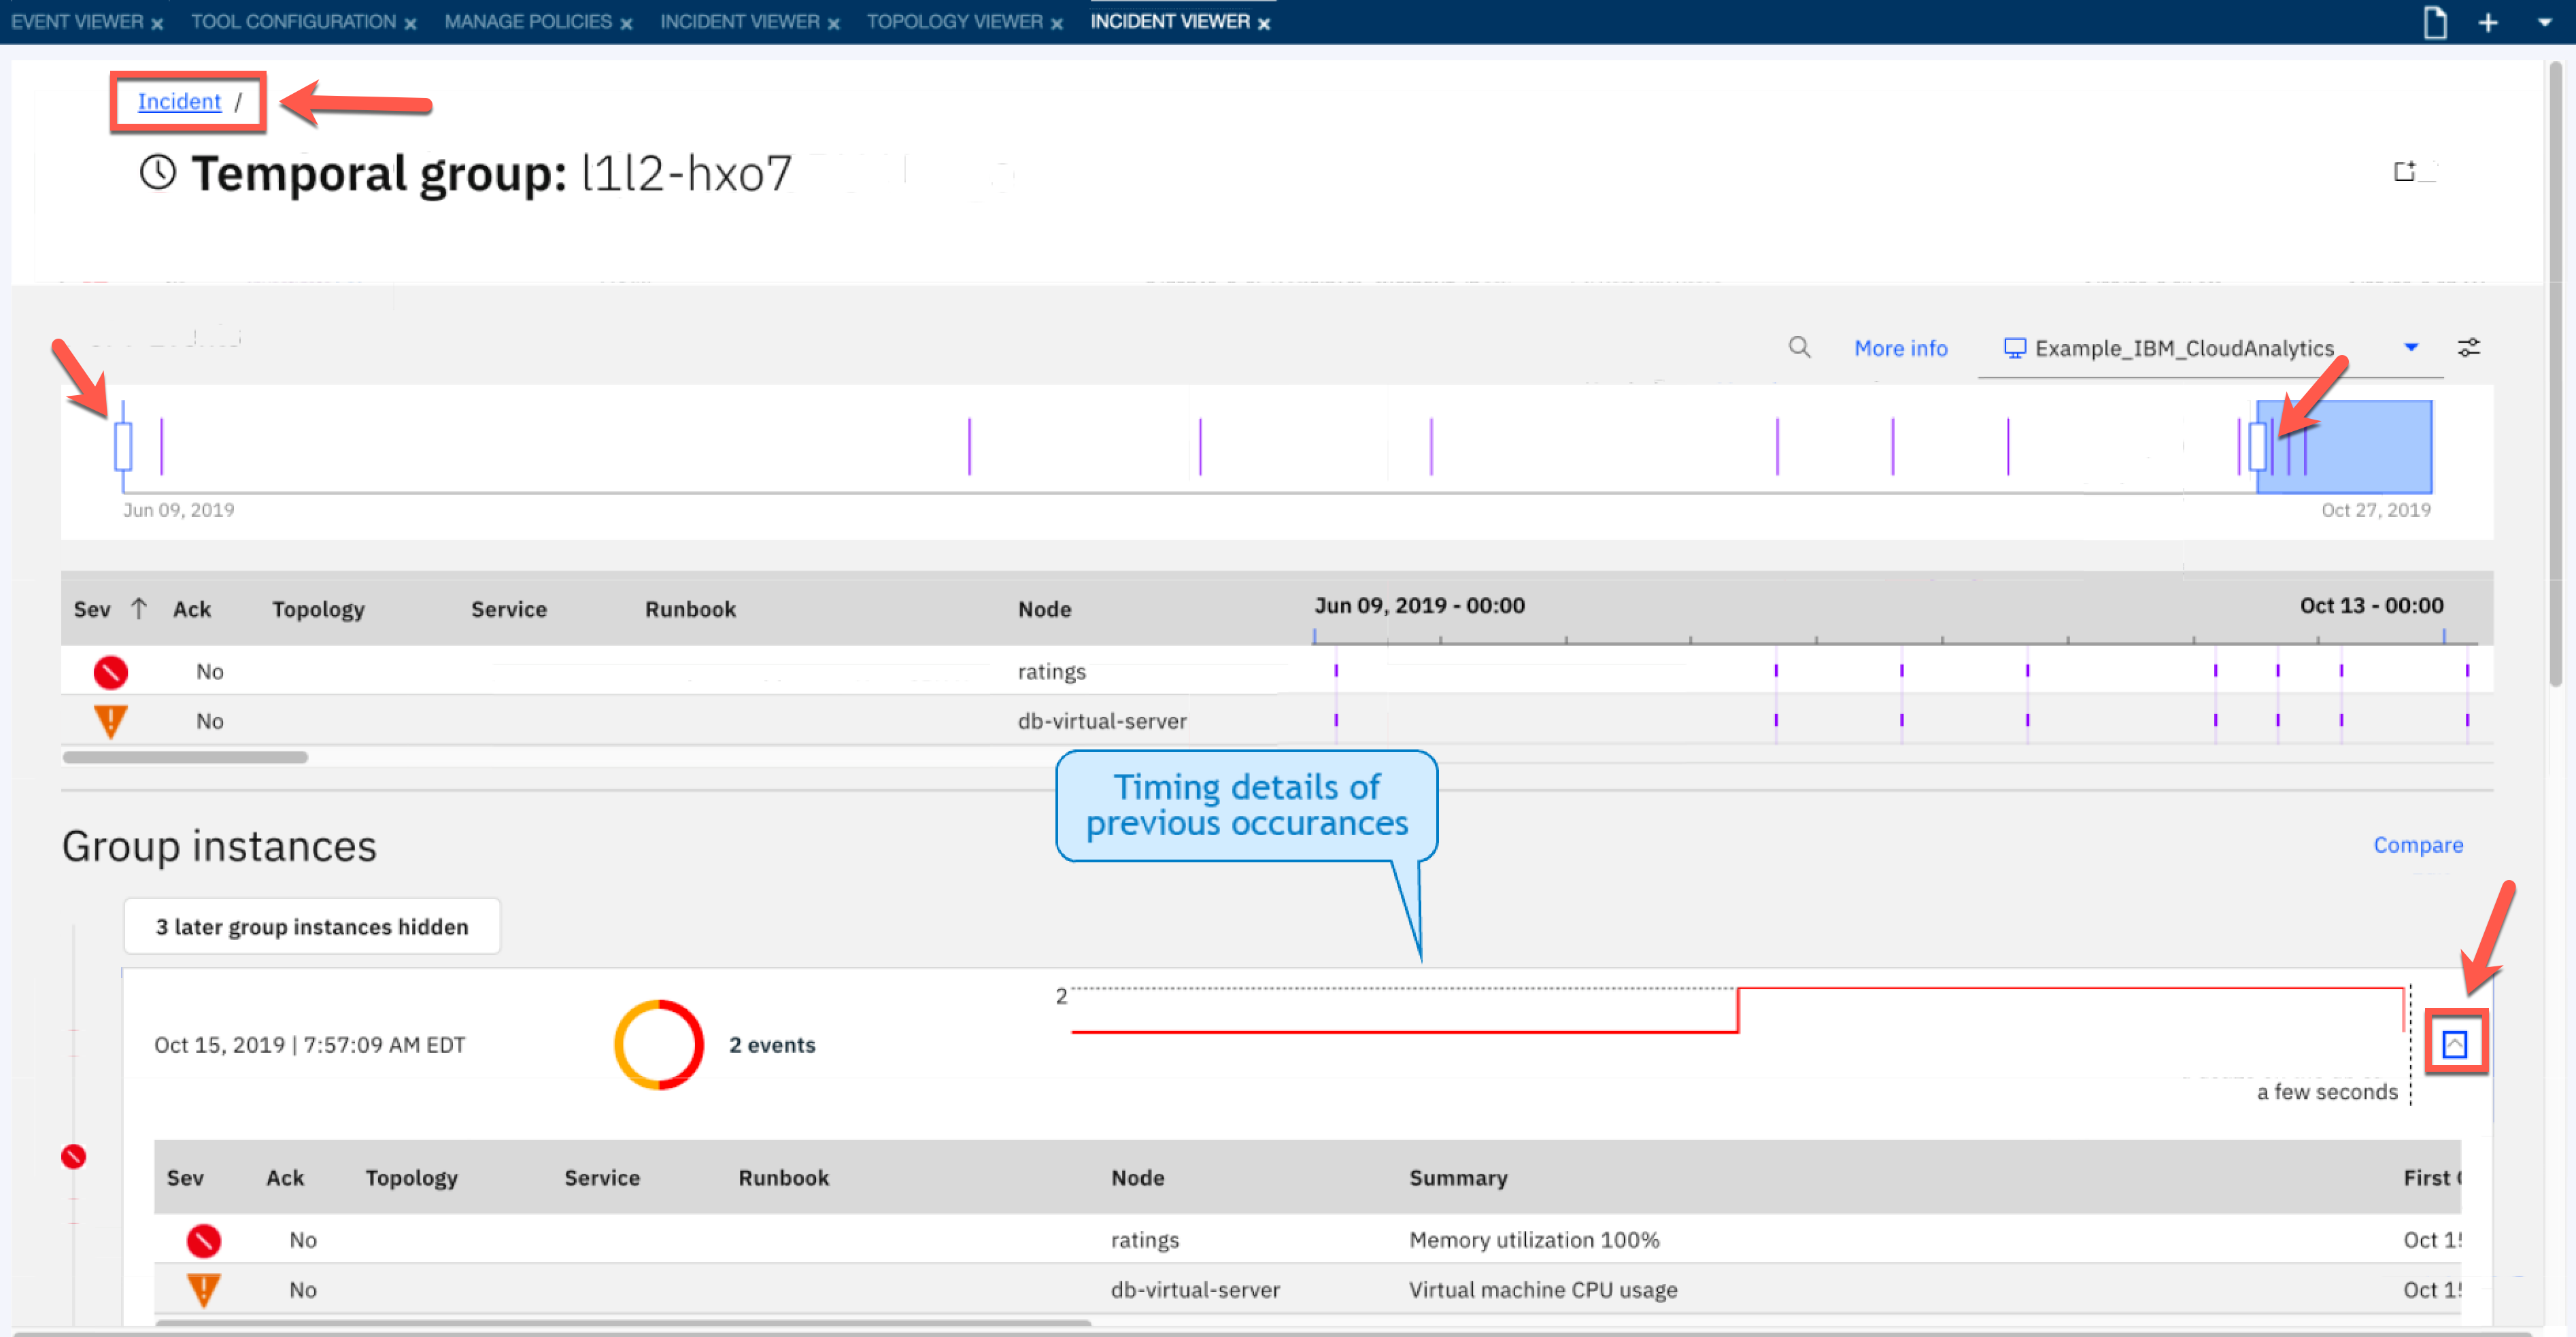 EVENT VIEWER × TOOL CONFIGURATION × MANAGE POLICIES × INCIDENT VIEWER × TOPOLOGY VIEWER × INCIDENT VIEWER ×
Incident /
Temporal group: l1l2-hxo7
More info Example_IBM_CloudAnalytics
Jun 09, 2019 Oct 27, 2019
Sev Ack Topology Service Runbook Node Jun 09, 2019 - 00:00 Oct 13 - 00:00
No ratings
No db-virtual-server
Timing details of
previous occurances
Group instances Compare
3 later group instances hidden
2
Oct 15, 2019 | 7:57:09 AM EDT 2 events
a few seconds
Sev Ack Topology Service Runbook Node Summary First
No ratings Memory utilization 100% Oct 15
No db-virtual-server Virtual machine CPU usage Oct 15